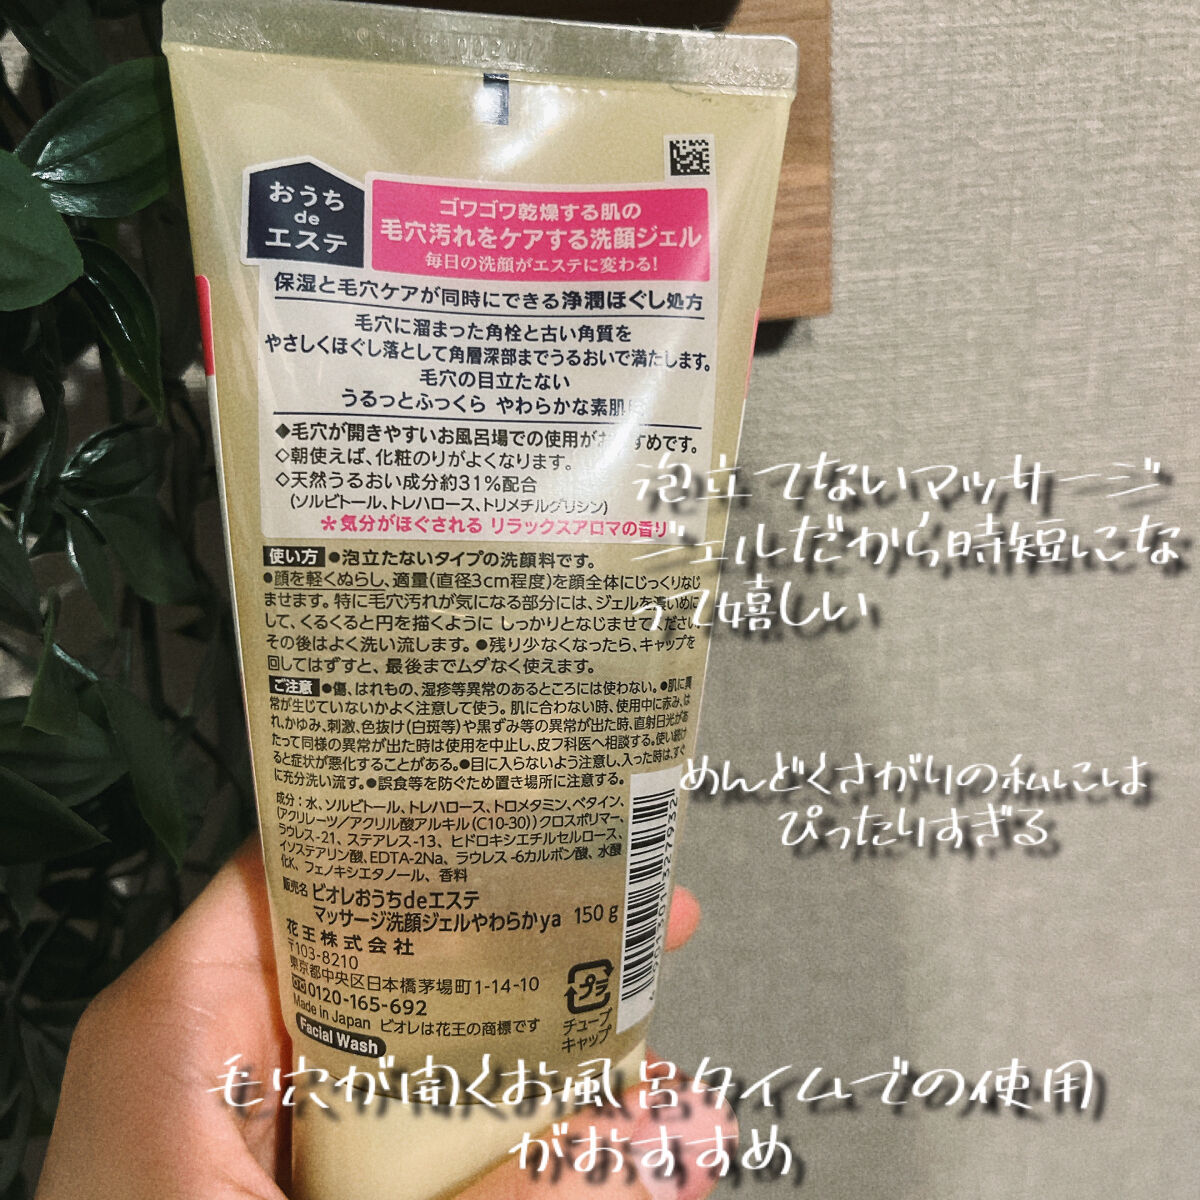 おうち
de
エステ
ゴワゴワ乾燥する肌の
毛穴汚れをケアする洗顔ジェル
毎日の洗顔がエステに変わる!
保湿と毛穴ケアが同時にできる浄潤ほぐし処方
毛穴に溜まった角栓と古い角質を
やさしくほぐし落として角層深部までうるおいで満たします。
毛穴の目立たない
うるっとふっくら やわらかな素肌に
◆毛穴が開きやすいお風呂場での使用がおすすめです。
◇朝使えば、化粧のりがよくなります。
◇天然うるおい成分約31%配合
(ソルビトール、トレハロース、トリメチルグリシン)
*気分がほぐされる リラックスアロマの香り
使い方 ●泡立たないタイプの洗顔料です。
●顔を軽くぬらし、適量(直径3cm程度)を顔全体にじっくりなじ
ませます。特に毛穴汚れが気になる部分には、ジェルを濃いめに
して、くるくると円を描くように しっかりとなじませてください。
その後はよく洗い流します。●残り少なくなったら、キャップを
回してはずすと、最後までムダなく使えます。
ご注意 ●傷、はれもの、湿疹等異常のあるところには使わない。●肌に異
常が生じていないかよく注意して使う。肌に合わない時、使用中に赤み、は
れ、かゆみ、刺激、色抜け(白斑等)や黒ずみ等の異常が出た時、直射日光があ
たって同様の異常が出た時は使用を中止し、皮フ科医へ相談する。使い続け
ると症状が悪化することがある。●目に入らないよう注意し、入った時は、すぐ
に充分洗い流す。●誤食等を防ぐため置き場所に注意する。
成分:水、ソルビトール、トレハロース、トロメタミン、ベタイン、
(アクリレーツ/アクリル酸アルキル(C10-30))クロスポリマー、
ラウレス-21、ステアレス-13、ヒドロキシエチルセルロース、
イソステアリン酸、EDTA-2Na、ラウレス-6カルボン酸、水酸
化K、フェノキシエタノール、香料
販売名 ビオレおうちdeエステ
マッサージ洗顔ジェルやわらかya 150g
花王株式会社
〒103-8210
東京都中央区日本橋茅場町1-14-10
0120-165-692
Made in Japan ビオレは花王の商標です
Facial Wash
プラ
チューブ
キャップ
泡立てないマッサージ
ジェルだから時短にな
って嬉しい
めんどくさがりの私には
ぴったりすぎる
毛穴が開くお風呂タイムでの使用
がおすすめ